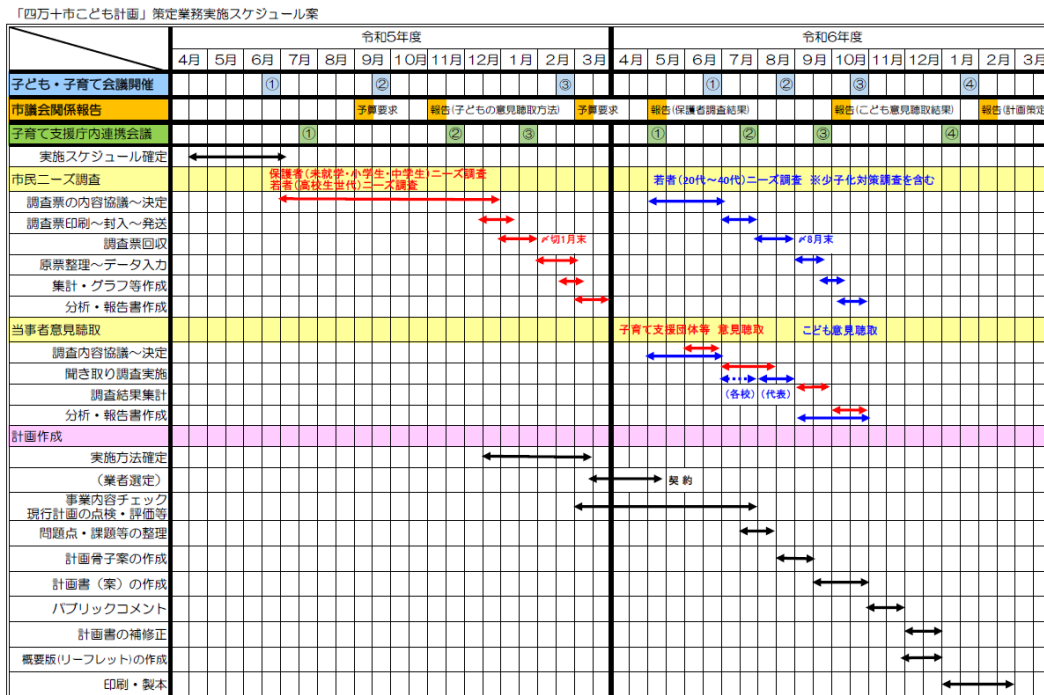 「四万十市こども計画」策定業務実施スケジュール案
令和5年度 令和6年度
4月 5月 6月 7月 8月 9月 10月 11月 12月 1月 2月 3月 4月 5月 6月 7月 8月 9月 10月 11月 12月 1月 2月 3月
子ども・子育て会議開催 ① ② ③ ① ② ③ ④
市議会関係報告 予算要求 報告(子どもの意見聴取方法) 予算要求 報告(保護者調査結果) 報告(こども意見聴取結果) 報告(計画策定
子育て支援庁内連携会議 ① ② ③ ① ② ③ ④
実施スケジュール確定
市民ニーズ調査 保護者(未就学・小学生・中学生)ニーズ調査 若者(20代～40代)ニーズ調査 ※少子化対策調査を含む
若者(高校生世代)ニーズ調査
調査票の内容協議～決定
調査票印刷～封入～発送
調査票回収 〆切1月末 〆8月末
原票整理～データ入力
集計・グラフ等作成
分析・報告書作成
当事者意見聴取 子育て支援団体等 意見聴取 こども意見聴取
調査内容協議～決定
聞き取り調査実施
(各校) (代表)
調査結果集計
分析・報告書作成
計画作成
実施方法確定
(業者選定) 契約
事業内容チェック
現行計画の点検・評価等
問題点・課題等の整理
計画骨子案の作成
計画書（案）の作成
パブリックコメント
計画書の補修正
概要版(リーフレット)の作成
印刷・製本